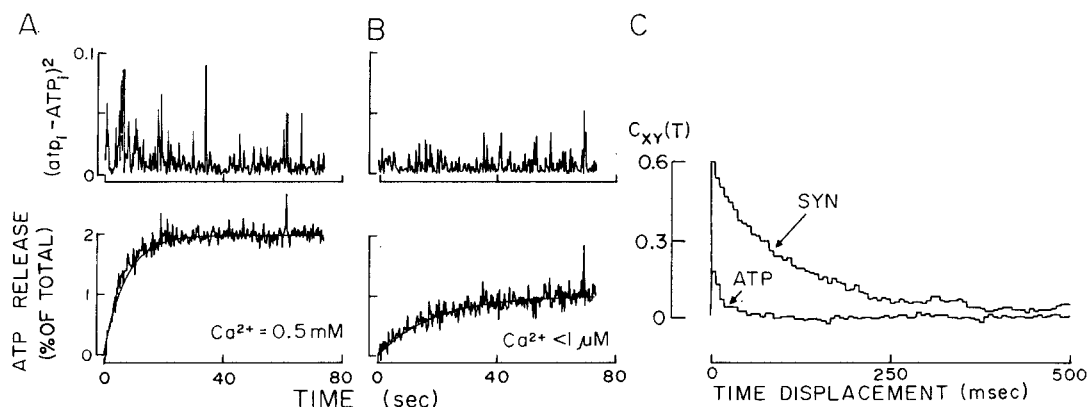 A
B
C
(atp_i-ATP_i)²
0.1
0
ATP RELEASE
(% OF TOTAL)
2
1
0
Ca²⁺ = 0.5 mM
Ca²⁺ < 1 µM
0 40 80
0 40 80
TIME (sec)
C_XY(T)
0.6
0.3
0
SYN
ATP
0 250 500
TIME DISPLACEMENT (msec)